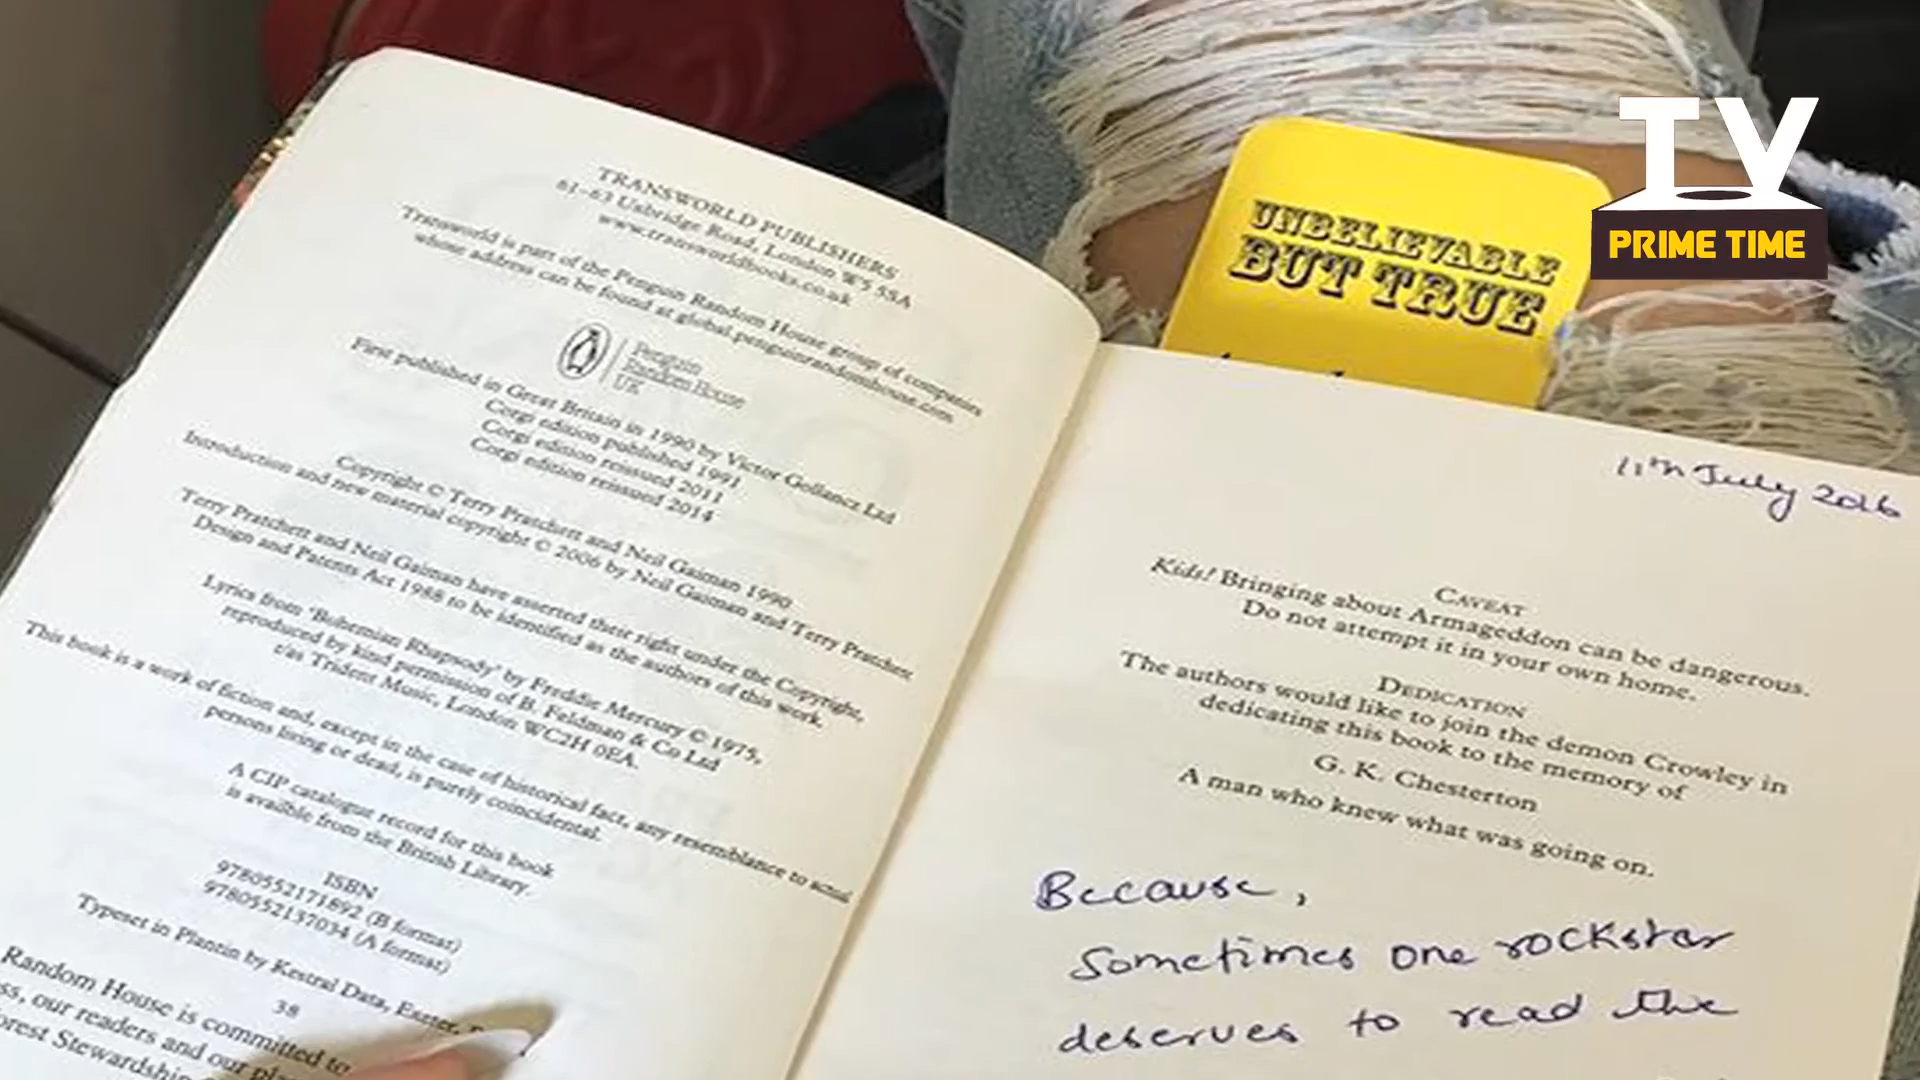 TV
PRIME TIME
UNBELIEVABLE
BUT TRUE
TRANSWORLD PUBLISHERS
61–63 Uxbridge Road, London W5 5SA
www.transworldbooks.co.uk
Transworld is part of the Penguin Random House group of companies
whose address can be found at global.penguinrandomhouse.com
Penguin
Random House
UK
First published in Great Britain in 1990 by Victor Gollancz Ltd
Corgi edition published 1991
Corgi edition reissued 2011
Corgi edition reissued 2014
Copyright © Terry Pratchett and Neil Gaiman 1990
Introduction and new material copyright © 2006 by Neil Gaiman and Terry Pratchett
Terry Pratchett and Neil Gaiman have asserted their right under the Copyright,
Design and Patents Act 1988 to be identified as the authors of this work.
Lyrics from 'Bohemian Rhapsody' by Freddie Mercury © 1975,
reproduced by kind permission of B. Feldman & Co Ltd
t/as Trident Music, London WC2H 0EA.
This book is a work of fiction and, except in the case of historical fact, any resemblance to actual
persons living or dead, is purely coincidental.
A CIP catalogue record for this book
is available from the British Library.
ISBN
9780552171892 (B format)
9780552137034 (A format)
Typeset in Plantin by Kestral Data, Exeter,
38
Random House is committed to
our readers and our
Stewardship
11th July 2016
CAVEAT
Kids! Bringing about Armageddon can be dangerous.
Do not attempt it in your own home.
DEDICATION
The authors would like to join the demon Crowley in
dedicating this book to the memory of
G. K. Chesterton
A man who knew what was going on.
Because,
Sometimes one rockstar
deserves to read the